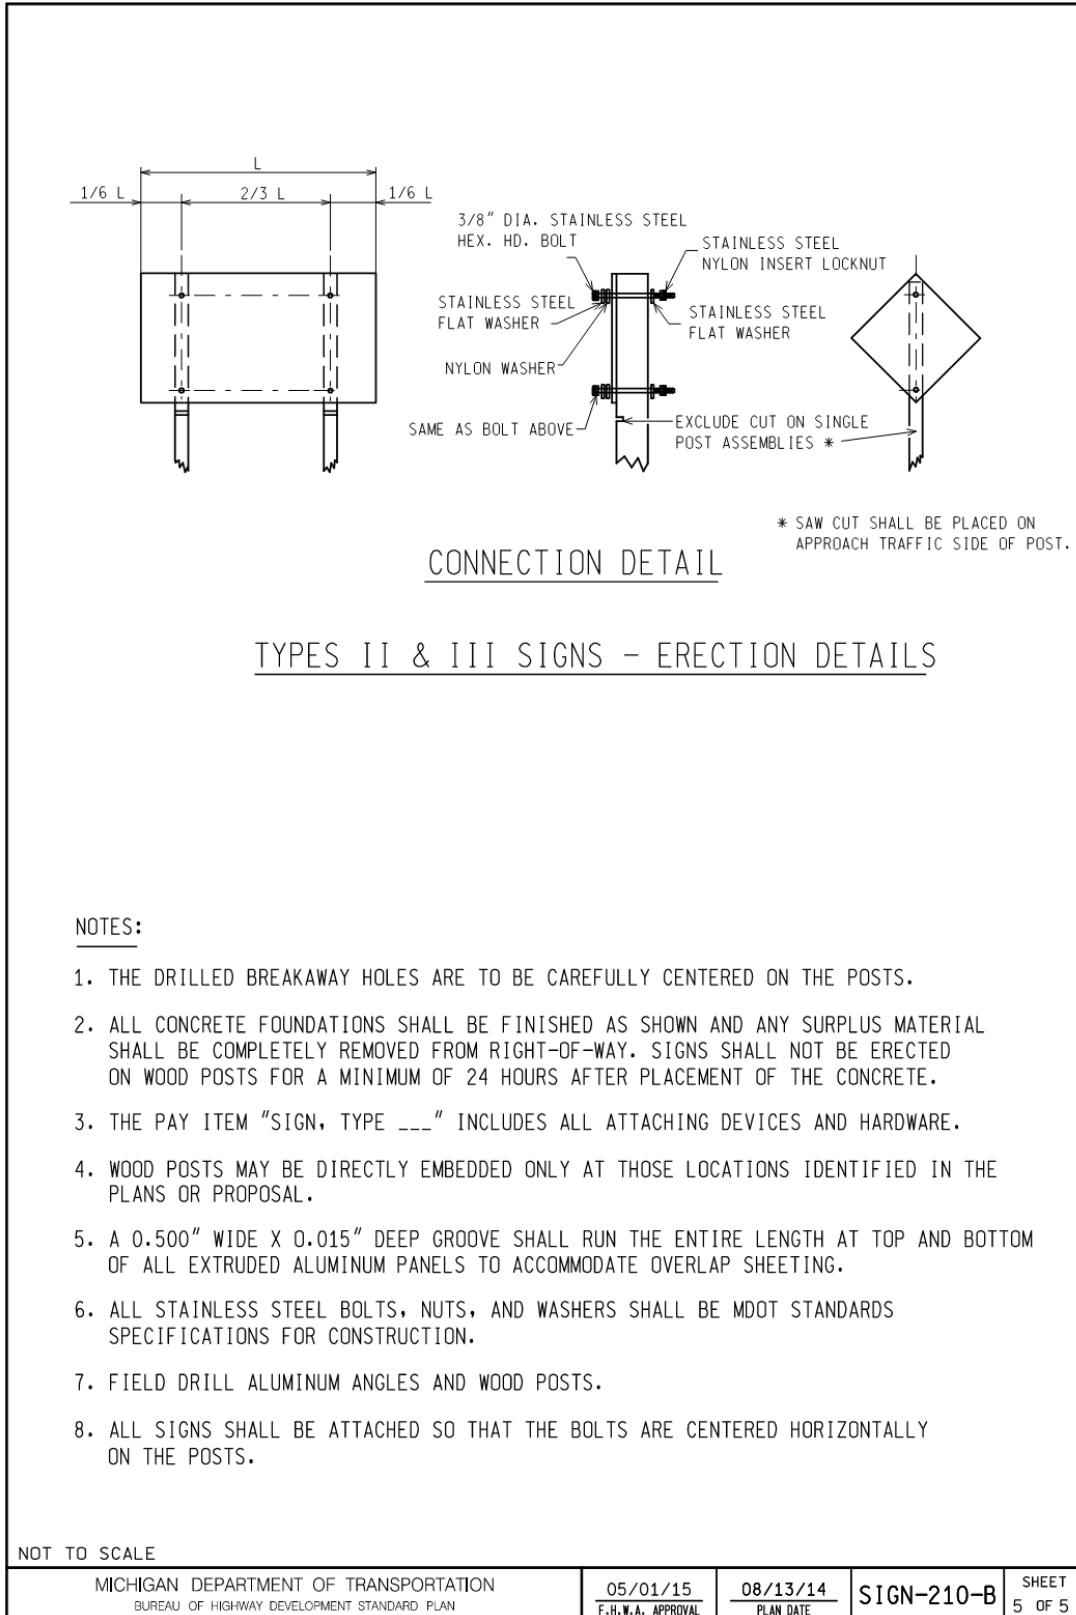 L
1/6 L
2/3 L
1/6 L
3/8" DIA. STAINLESS STEEL
HEX. HD. BOLT
STAINLESS STEEL
NYLON INSERT LOCKNUT
STAINLESS STEEL
FLAT WASHER
STAINLESS STEEL
FLAT WASHER
NYLON WASHER
SAME AS BOLT ABOVE
EXCLUDE CUT ON SINGLE
POST ASSEMBLIES *
* SAW CUT SHALL BE PLACED ON
APPROACH TRAFFIC SIDE OF POST.
CONNECTION DETAIL
TYPES II & III SIGNS - ERECTION DETAILS
NOTES:
1. THE DRILLED BREAKAWAY HOLES ARE TO BE CAREFULLY CENTERED ON THE POSTS.
2. ALL CONCRETE FOUNDATIONS SHALL BE FINISHED AS SHOWN AND ANY SURPLUS MATERIAL
SHALL BE COMPLETELY REMOVED FROM RIGHT-OF-WAY. SIGNS SHALL NOT BE ERECTED
ON WOOD POSTS FOR A MINIMUM OF 24 HOURS AFTER PLACEMENT OF THE CONCRETE.
3. THE PAY ITEM "SIGN, TYPE ___" INCLUDES ALL ATTACHING DEVICES AND HARDWARE.
4. WOOD POSTS MAY BE DIRECTLY EMBEDDED ONLY AT THOSE LOCATIONS IDENTIFIED IN THE
PLANS OR PROPOSAL.
5. A 0.500" WIDE X 0.015" DEEP GROOVE SHALL RUN THE ENTIRE LENGTH AT TOP AND BOTTOM
OF ALL EXTRUDED ALUMINUM PANELS TO ACCOMMODATE OVERLAP SHEETING.
6. ALL STAINLESS STEEL BOLTS, NUTS, AND WASHERS SHALL BE MDOT STANDARDS
SPECIFICATIONS FOR CONSTRUCTION.
7. FIELD DRILL ALUMINUM ANGLES AND WOOD POSTS.
8. ALL SIGNS SHALL BE ATTACHED SO THAT THE BOLTS ARE CENTERED HORIZONTALLY
ON THE POSTS.
NOT TO SCALE
MICHIGAN DEPARTMENT OF TRANSPORTATION
BUREAU OF HIGHWAY DEVELOPMENT STANDARD PLAN
05/01/15
F.H.W.A. APPROVAL
08/13/14
PLAN DATE
SIGN-210-B
SHEET
5 OF 5